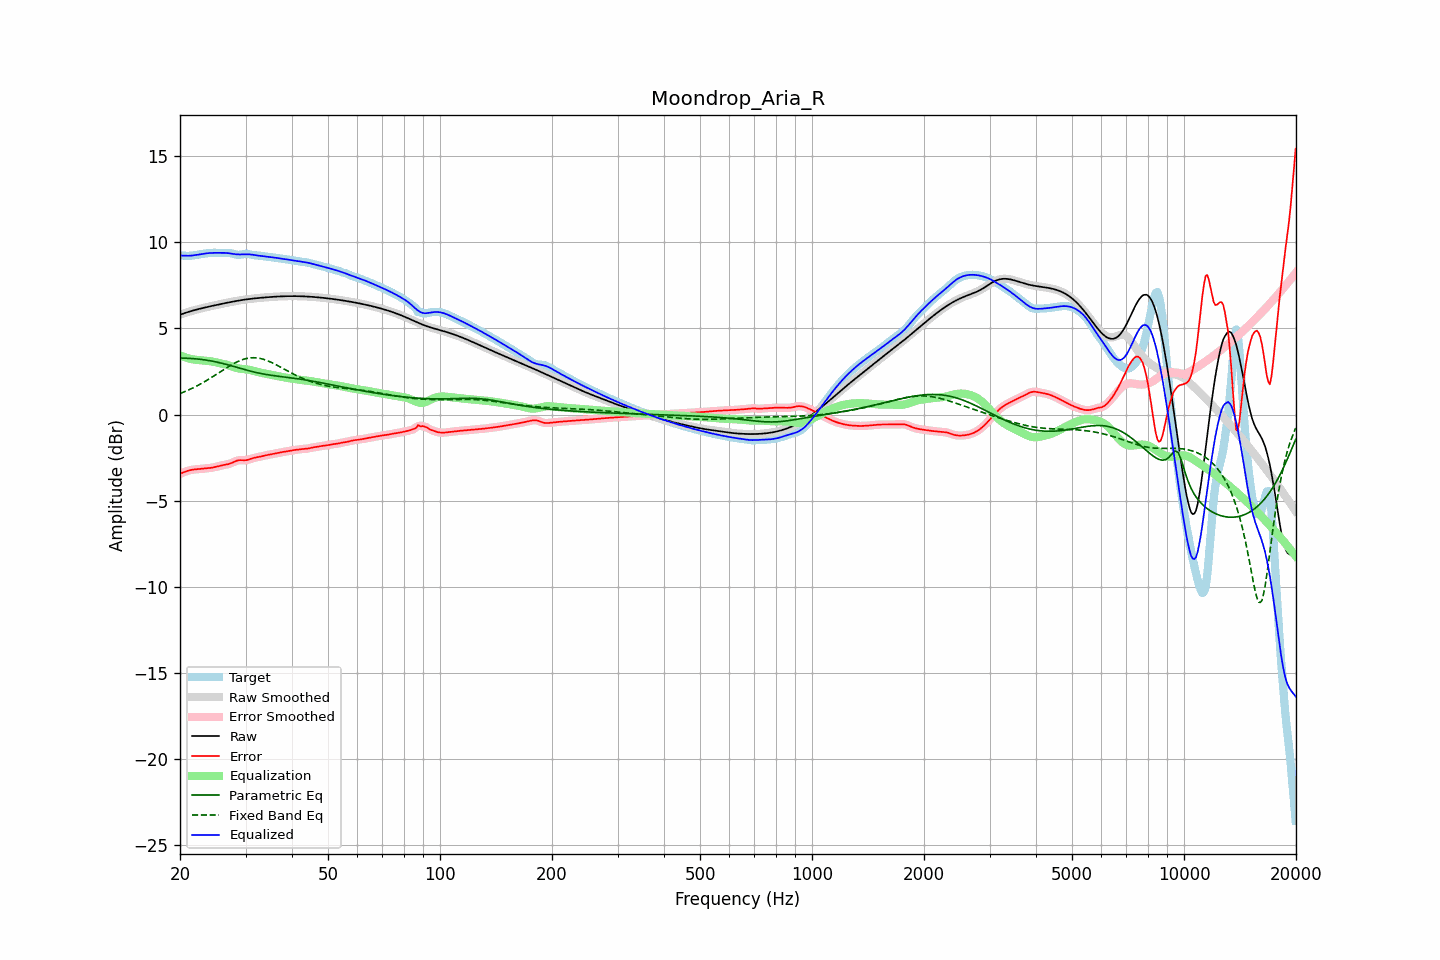 Moondrop_Aria_R
Amplitude (dBr)
15
10
5
0
−5
−10
−15
−20
−25
Target
Raw Smoothed
Error Smoothed
Raw
Error
Equalization
Parametric Eq
Fixed Band Eq
Equalized
20 50 100 200 500 1000 2000 5000 10000 20000
Frequency (Hz)